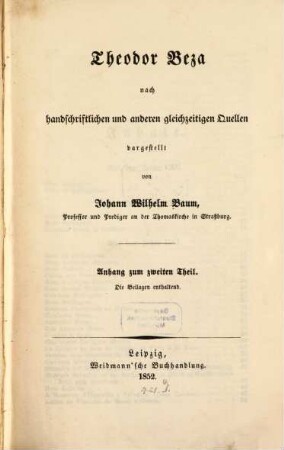 Theodor Beza
nach
handschriftlichen und anderen gleichzeitigen Quellen
dargestellt
von
Johann Wilhelm Baum,
Professor und Prediger an der Thomaskirche in Straßburg.
Anhang zum zweiten Theil.
Die Beilagen enthaltend.
Leipzig,
Weidmann'sche Buchhandlung.
1852.